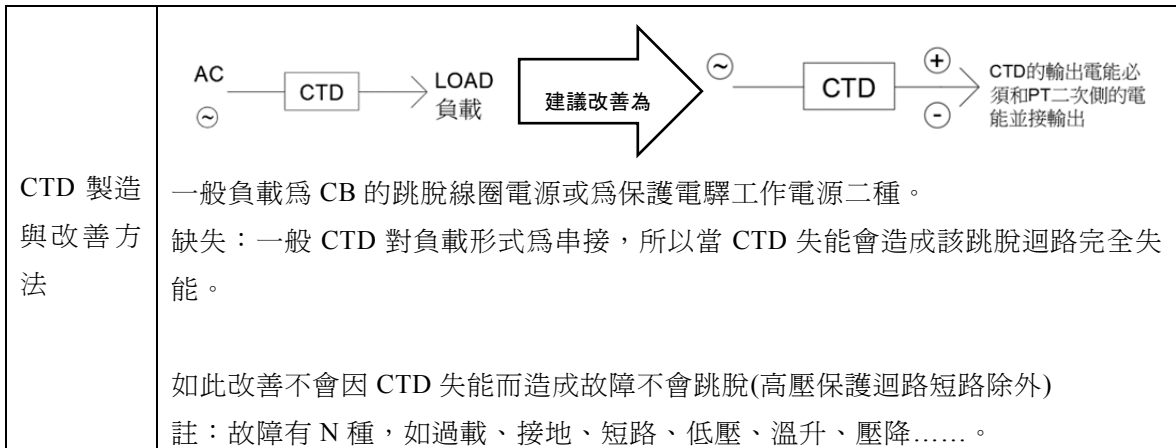 AC
~
CTD
LOAD
負載
建議改善為
~
CTD
+
-
CTD的輸出電能必
須和PT二次側的電
能並接輸出
CTD 製造
與改善方
法
一般負載為 CB 的跳脫線圈電源或為保護電驛工作電源二種。
缺失：一般 CTD 對負載形式為串接，所以當 CTD 失能會造成該跳脫迴路完全失
能。
如此改善不會因 CTD 失能而造成故障不會跳脫(高壓保護迴路短路除外)
註：故障有 N 種，如過載、接地、短路、低壓、溫升、壓降……。